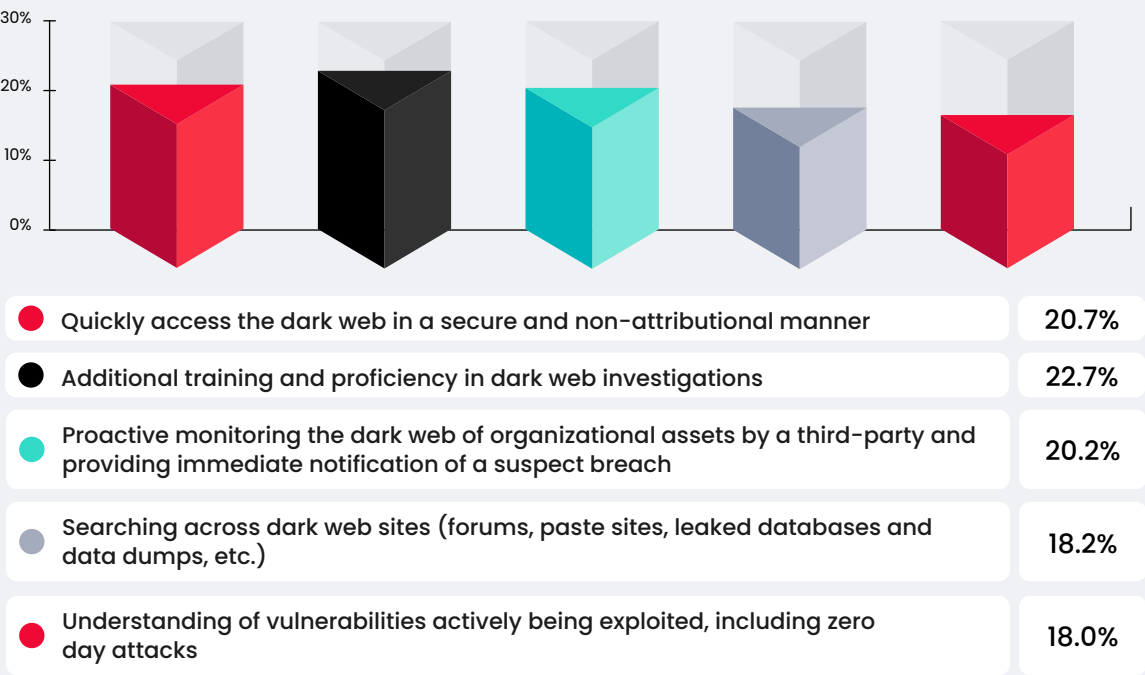 30%
20%
10%
0%
Quickly access the dark web in a secure and non-attributional manner
20.7%
Additional training and proficiency in dark web investigations
22.7%
Proactive monitoring the dark web of organizational assets by a third-party and
providing immediate notification of a suspect breach
20.2%
Searching across dark web sites (forums, paste sites, leaked databases and
data dumps, etc.)
18.2%
Understanding of vulnerabilities actively being exploited, including zero
day attacks
18.0%